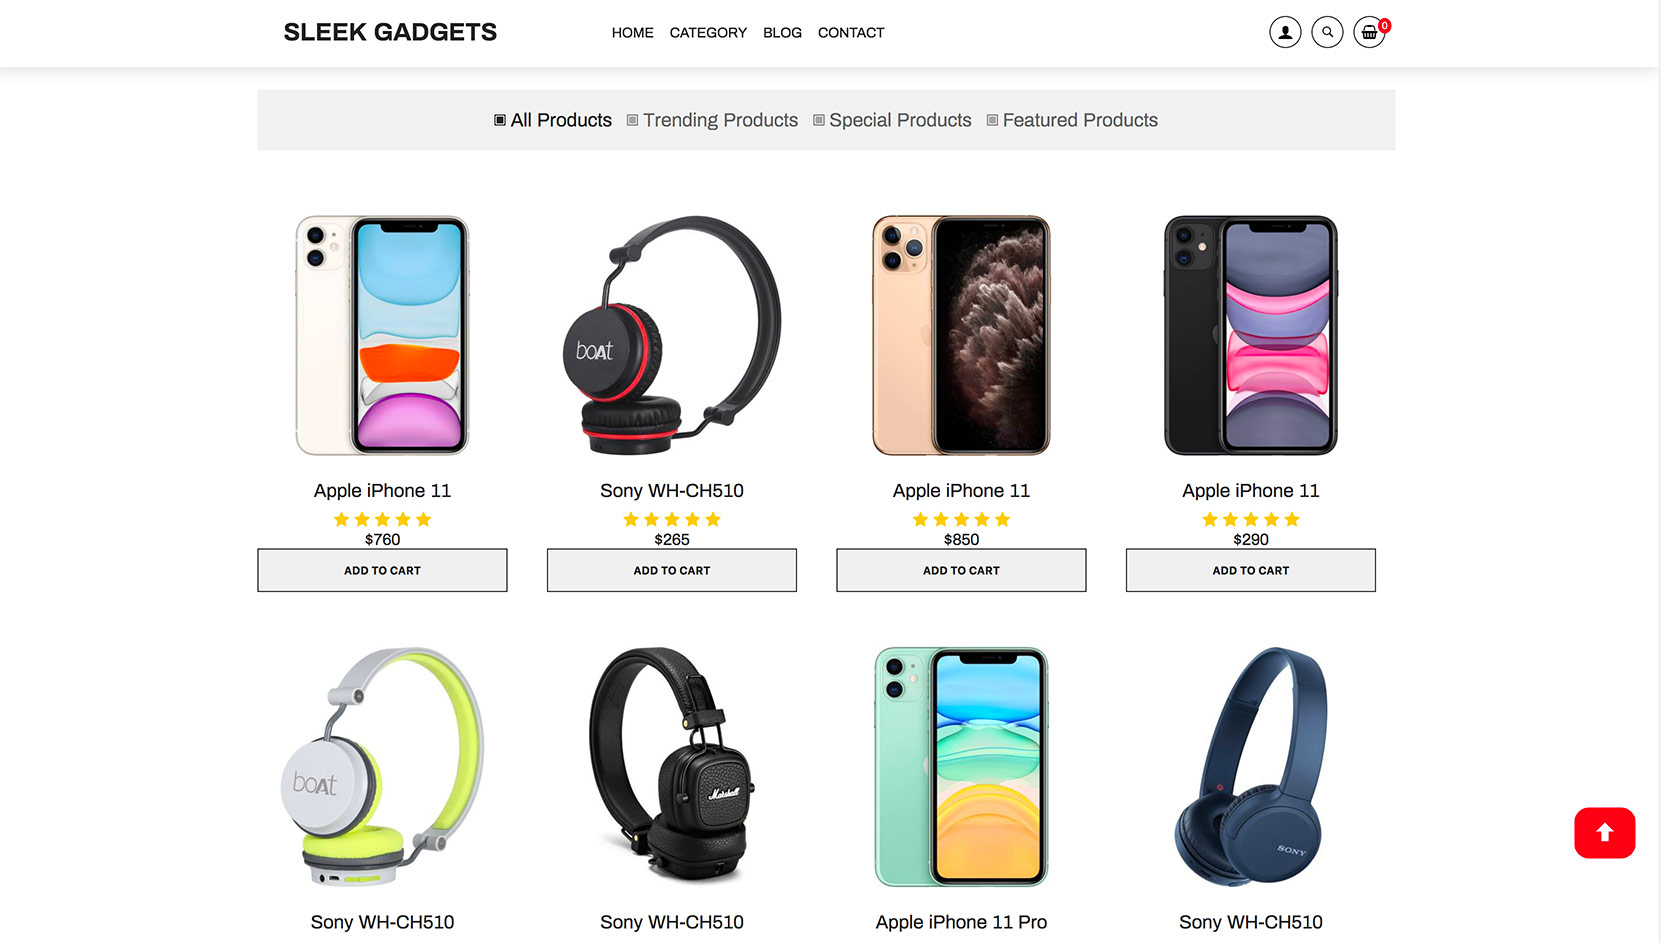 SLEEK GADGETS
HOME CATEGORY BLOG CONTACT
0
All Products Trending Products Special Products Featured Products
boAt
Apple iPhone 11 Sony WH-CH510 Apple iPhone 11 Apple iPhone 11
$760 $265 $850 $290
ADD TO CART ADD TO CART ADD TO CART ADD TO CART
boAt
Marshall
SONY
Sony WH-CH510 Sony WH-CH510 Apple iPhone 11 Pro Sony WH-CH510